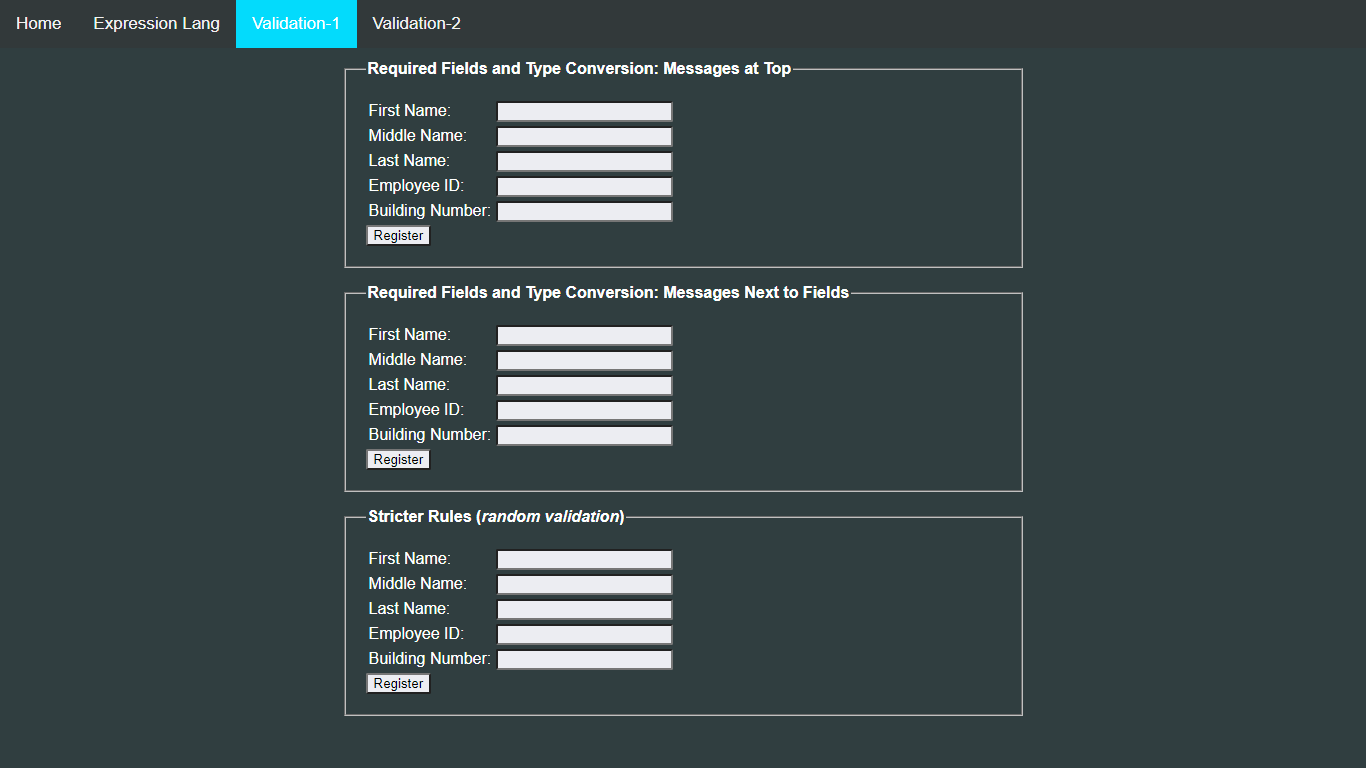 Home Expression Lang Validation-1 Validation-2
Required Fields and Type Conversion: Messages at Top
First Name:
Middle Name:
Last Name:
Employee ID:
Building Number:
Register
Required Fields and Type Conversion: Messages Next to Fields
First Name:
Middle Name:
Last Name:
Employee ID:
Building Number:
Register
Stricter Rules (random validation)
First Name:
Middle Name:
Last Name:
Employee ID:
Building Number:
Register